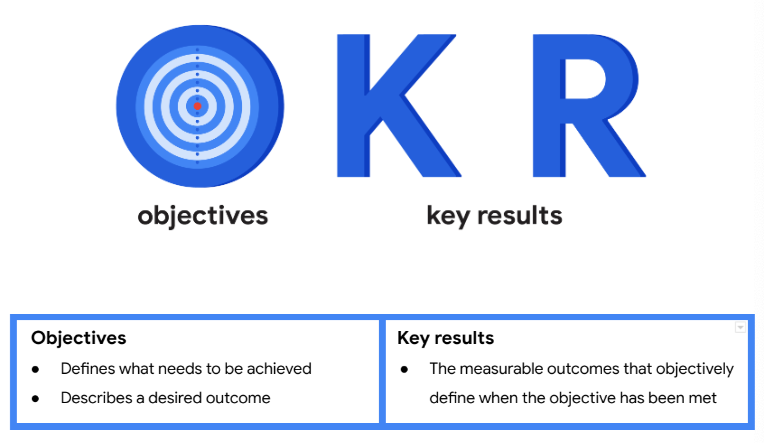 OKR
objectives
key results
Objectives
● Defines what needs to be achieved
● Describes a desired outcome
Key results
● The measurable outcomes that objectively
define when the objective has been met